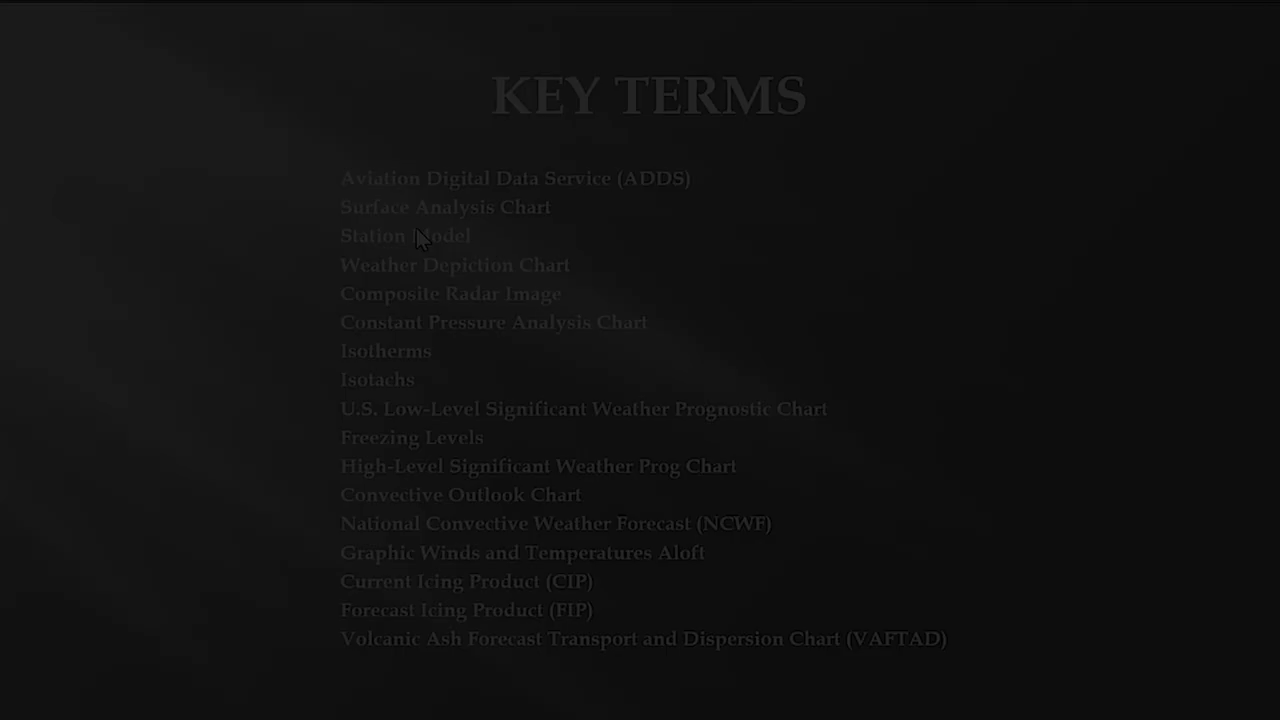 KEY TERMS
Aviation Digital Data Service (ADDS)
Surface Analysis Chart
Station Model
Weather Depiction Chart
Composite Radar Image
Constant Pressure Analysis Chart
Isotherms
Isotachs
U.S. Low-Level Significant Weather Prognostic Chart
Freezing Levels
High-Level Significant Weather Prog Chart
Convective Outlook Chart
National Convective Weather Forecast (NCWF)
Graphic Winds and Temperatures Aloft
Current Icing Product (CIP)
Forecast Icing Product (FIP)
Volcanic Ash Forecast Transport and Dispersion Chart (VAFTAD)